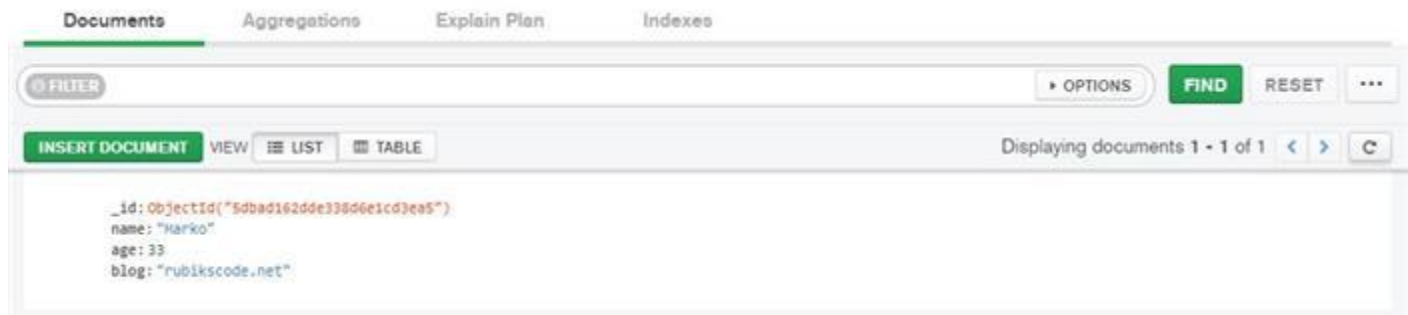 Documents Aggregations Explain Plan Indexes
FILTER OPTIONS FIND RESET ...
INSERT DOCUMENT VIEW LIST TABLE Displaying documents 1 - 1 of 1 < >
_id: ObjectId("5dbad162dde338d6e1cd3ea5")
name: "Marko"
age: 33
blog: "rubikscode.net"